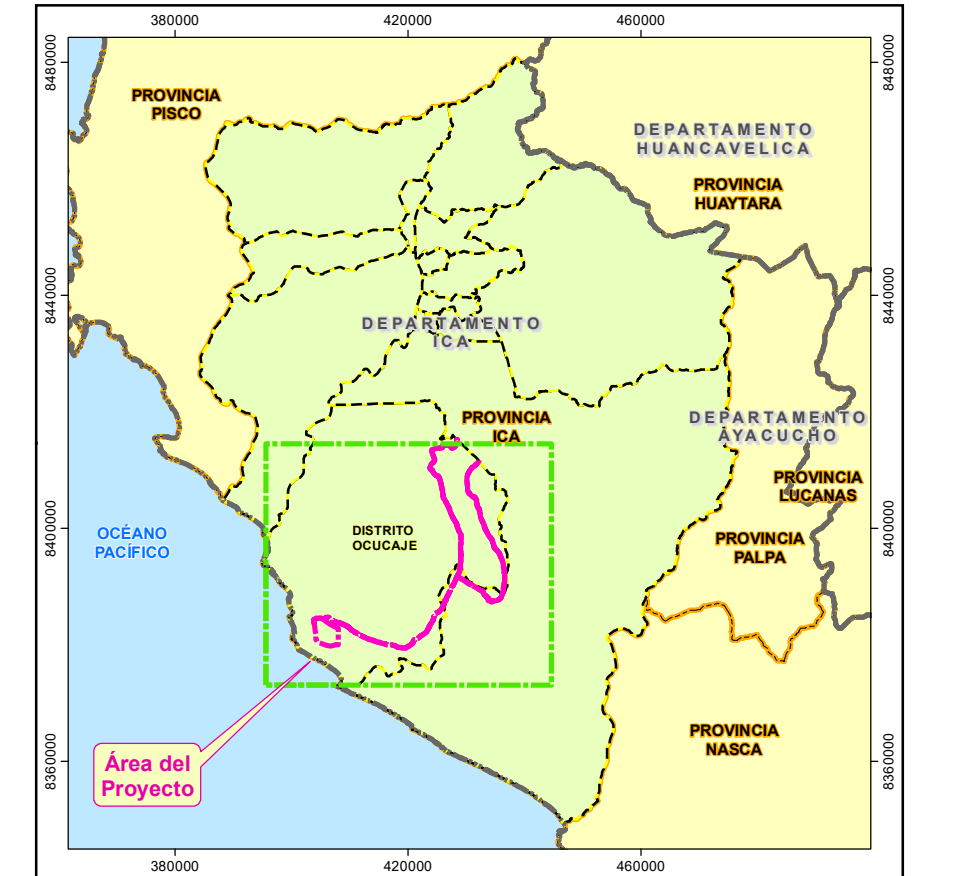 380000
420000
460000
8480000
8480000
PROVINCIA
PISCO
DEPARTAMENTO
HUANCAVELICA
PROVINCIA
HUAYTARA
8440000
8440000
DEPARTAMENTO
ICA
PROVINCIA
ICA
DEPARTAMENTO
AYACUCHO
PROVINCIA
LUCANAS
8400000
8400000
OCÉANO
PACÍFICO
DISTRITO
OCUCAJE
PROVINCIA
PALPA
PROVINCIA
NASCA
8360000
8360000
Área del
Proyecto
380000
420000
460000